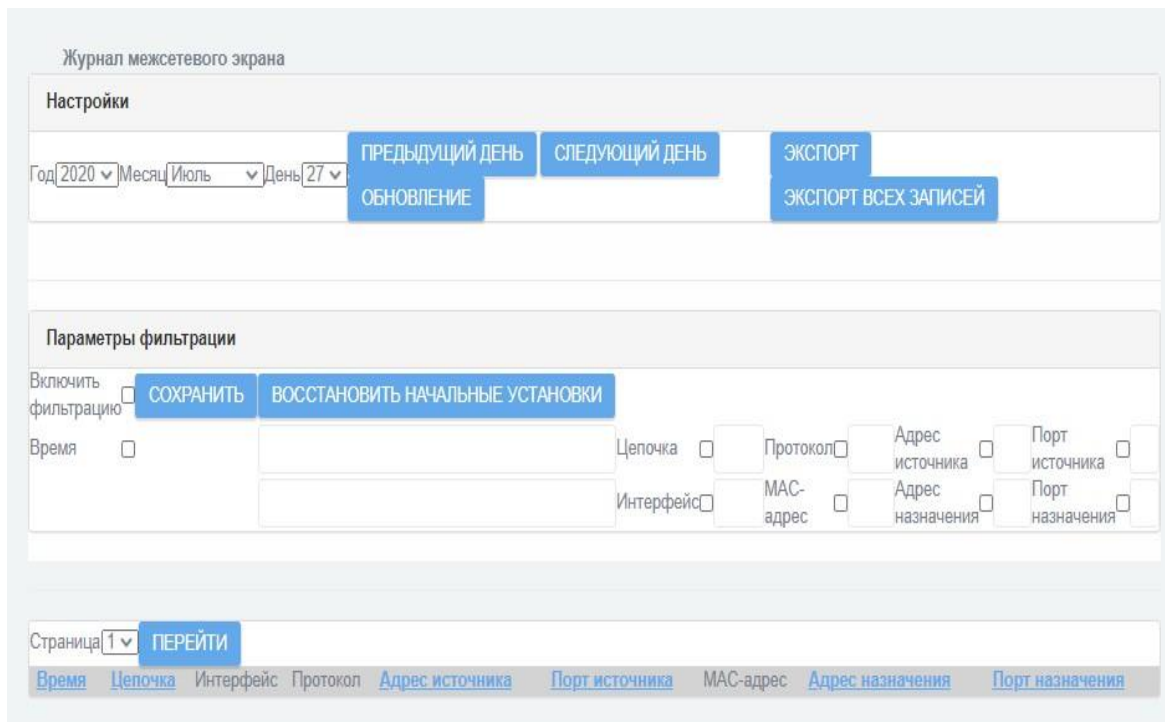 Журнал межсетевого экрана
Настройки
Год 2020 Месяц Июль День 27 ПРЕДЫДУЩИЙ ДЕНЬ СЛЕДУЮЩИЙ ДЕНЬ ЭКСПОРТ
ОБНОВЛЕНИЕ ЭКСПОРТ ВСЕХ ЗАПИСЕЙ
Параметры фильтрации
Включить фильтрацию СОХРАНИТЬ ВОССТАНОВИТЬ НАЧАЛЬНЫЕ УСТАНОВКИ
Время Цепочка Протокол Адрес источника Порт источника
Интерфейс MAC-адрес Адрес назначения Порт назначения
Страница 1 ПЕРЕЙТИ
Время Цепочка Интерфейс Протокол Адрес источника Порт источника MAC-адрес Адрес назначения Порт назначения